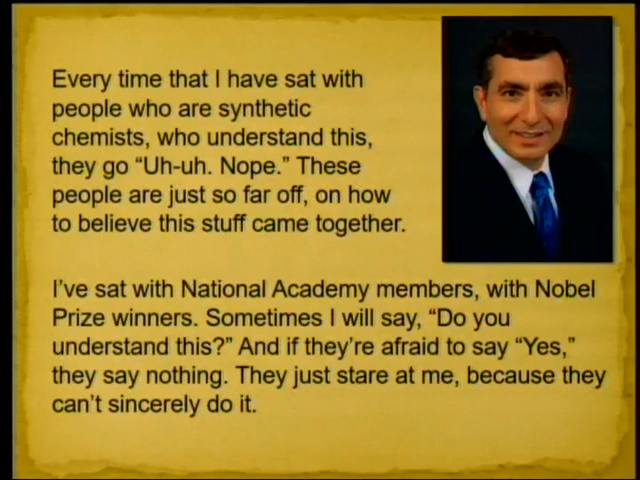 Every time that I have sat with
people who are synthetic
chemists, who understand this,
they go “Uh-uh. Nope.” These
people are just so far off, on how
to believe this stuff came together.
I’ve sat with National Academy members, with Nobel
Prize winners. Sometimes I will say, “Do you
understand this?” And if they’re afraid to say “Yes,”
they say nothing. They just stare at me, because they
can’t sincerely do it.